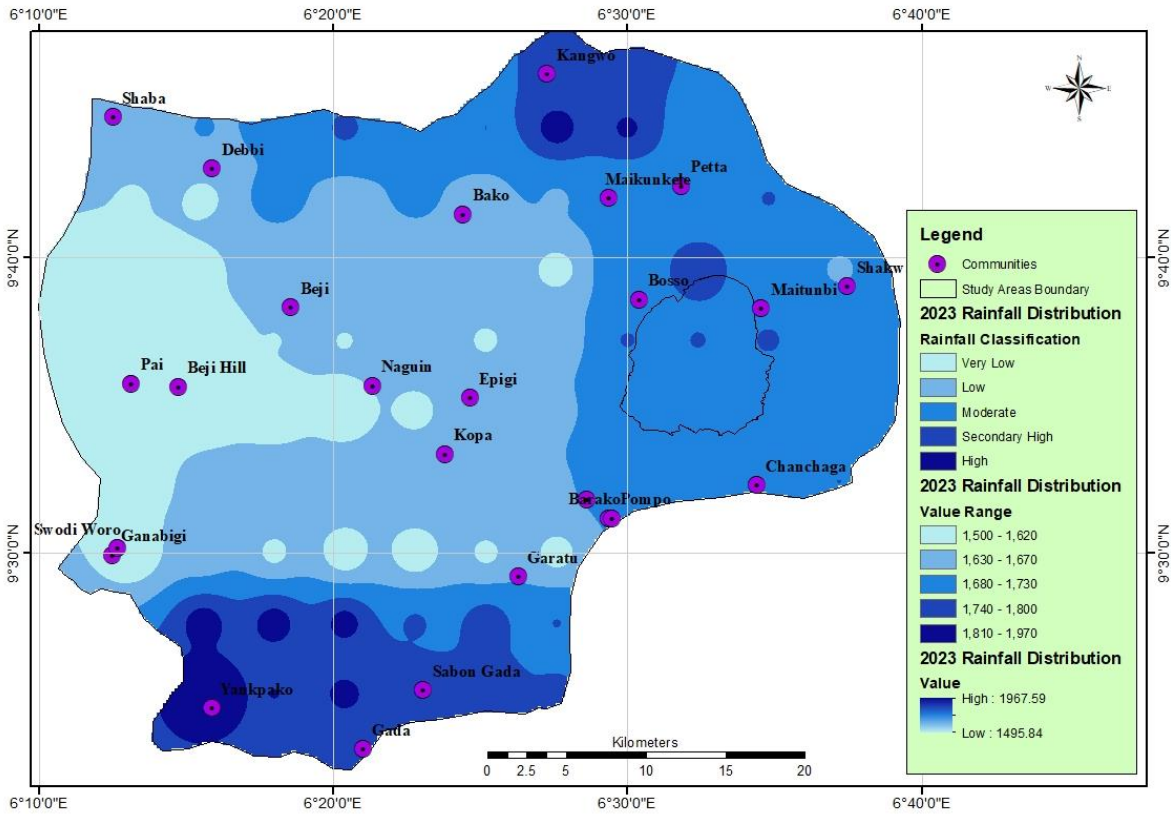 6°10'0"E 6°20'0"E 6°30'0"E 6°40'0"E
N
W E
S
Kangwo
Shaba
Debbi
Petta
Maikunkele
Bako
9°40'0"N 9°40'0"N
Shakw
Bosso
Maitunbi
Beji
Pai
Beji Hill
Naguin
Epigi
Kopa
Chanchaga
BarakoPompo
Swodi Woro
Ganabigi
9°30'0"N 9°30'0"N
Garatu
Sabon Gada
Yankpako
Gada
Kilometers
0 2.5 5 10 15 20
Legend
Communities
Study Areas Boundary
2023 Rainfall Distribution
Rainfall Classification
Very Low
Low
Moderate
Secondary High
High
2023 Rainfall Distribution
Value Range
1,500 - 1,620
1,630 - 1,670
1,680 - 1,730
1,740 - 1,800
1,810 - 1,970
2023 Rainfall Distribution
Value
High : 1967.59
Low : 1495.84
6°10'0"E 6°20'0"E 6°30'0"E 6°40'0"E